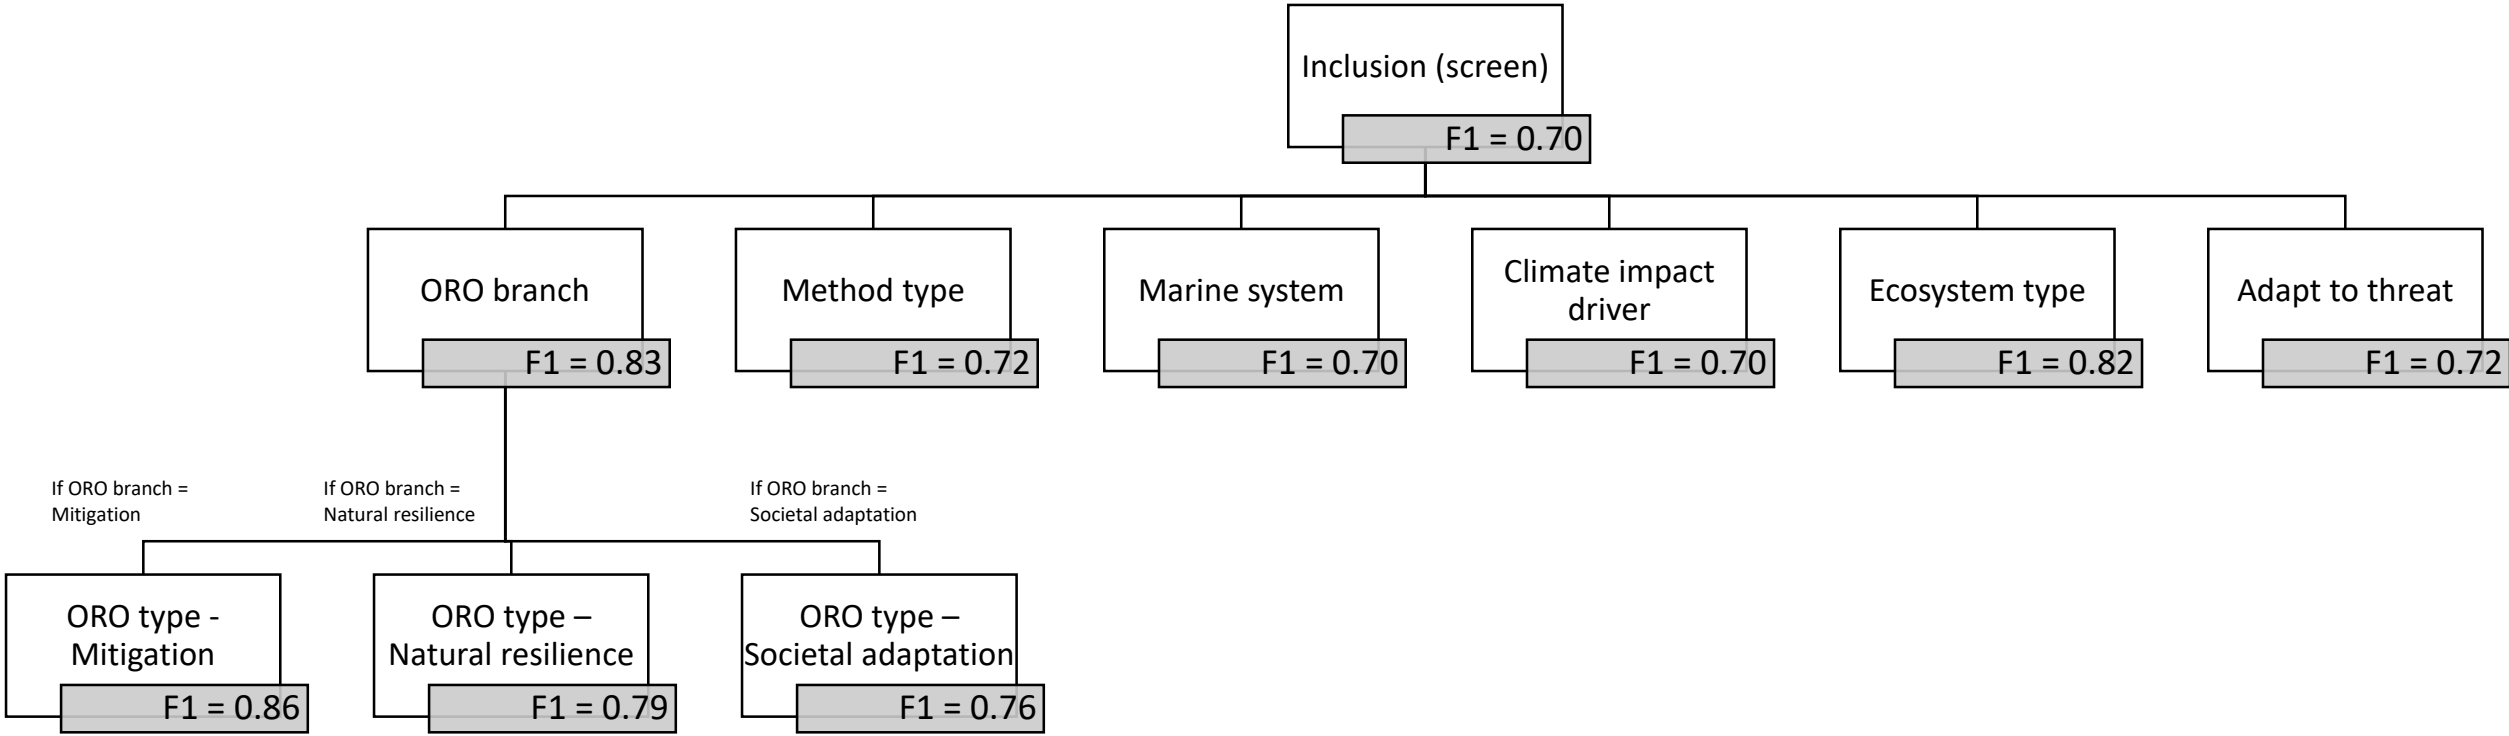 Inclusion (screen)
F1 = 0.70
ORO branch
F1 = 0.83
Method type
F1 = 0.72
Marine system
F1 = 0.70
Climate impact
driver
F1 = 0.70
Ecosystem type
F1 = 0.82
Adapt to threat
F1 = 0.72
If ORO branch =
Mitigation
If ORO branch =
Natural resilience
If ORO branch =
Societal adaptation
ORO type -
Mitigation
F1 = 0.86
ORO type –
Natural resilience
F1 = 0.79
ORO type –
Societal adaptation
F1 = 0.76